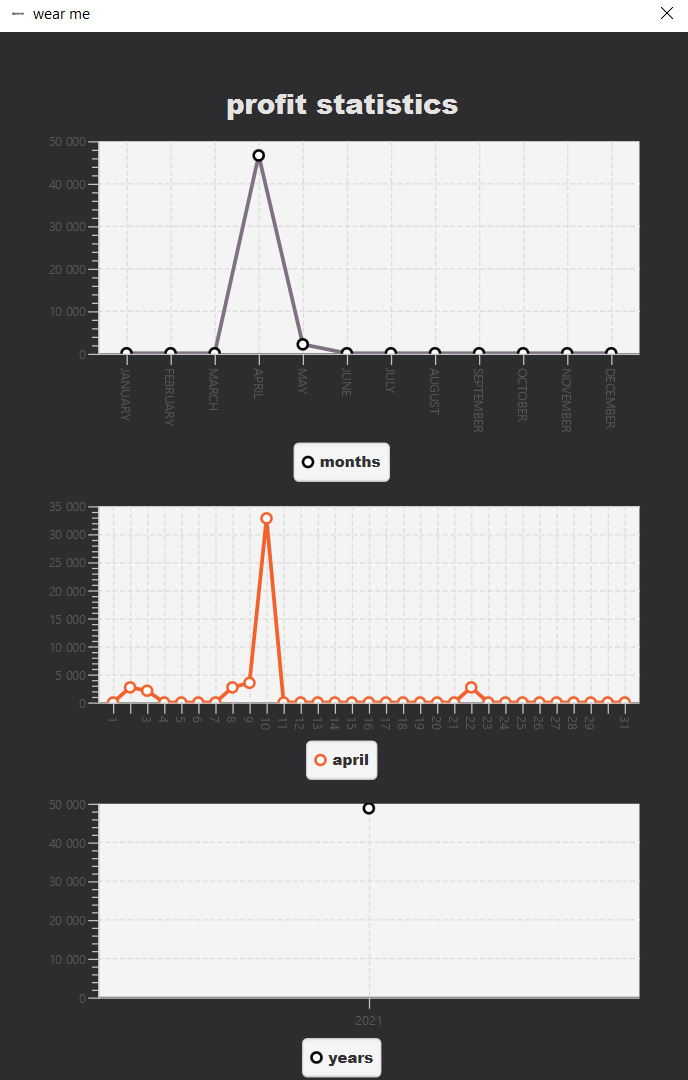 wear me
profit statistics
50 000
40 000
30 000
20 000
10 000
0
JANUARY
FEBRUARY
MARCH
APRIL
MAY
JUNE
JULY
AUGUST
SEPTEMBER
OCTOBER
NOVEMBER
DECEMBER
months
35 000
30 000
25 000
20 000
15 000
10 000
5 000
0
1 3 4 5 6 7 8 9 10 11 12 13 14 15 16 17 18 19 20 21 22 23 24 25 26 27 28 29 31
april
50 000
40 000
30 000
20 000
10 000
0
2021
years